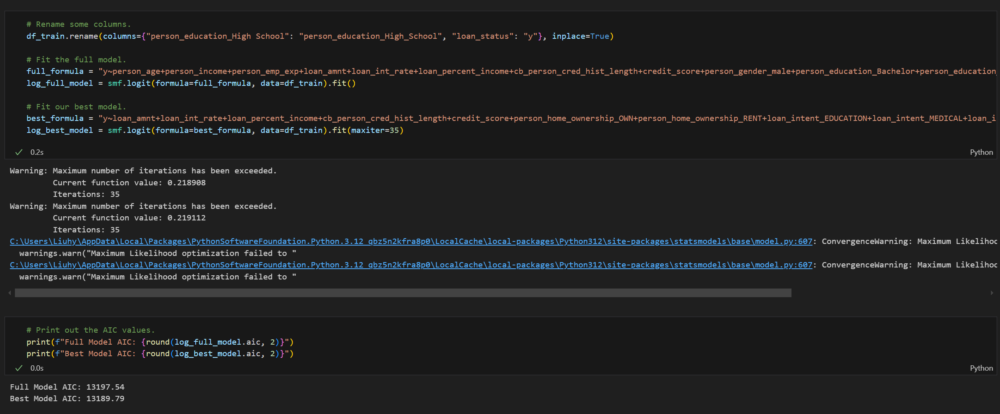 # Rename some columns.
df_train.rename(columns={"person_education_High School": "person_education_High_School", "loan_status": "y"}, inplace=True)
# Fit the full model.
full_formula = "y~person_age+person_income+person_emp_exp+loan_amnt+loan_int_rate+loan_percent_income+cb_person_cred_hist_length+credit_score+person_gender_male+person_education_Bachelor+person_education_
log_full_model = smf.logit(formula=full_formula, data=df_train).fit()
# Fit our best model.
best_formula = "y~loan_amnt+loan_int_rate+loan_percent_income+cb_person_cred_hist_length+credit_score+person_home_ownership_OWN+person_home_ownership_RENT+loan_intent_EDUCATION+loan_intent_MEDICAL+loan_i
log_best_model = smf.logit(formula=best_formula, data=df_train).fit(maxiter=35)
0.2s
Python
Warning: Maximum number of iterations has been exceeded.
Current function value: 0.218908
Iterations: 35
Warning: Maximum number of iterations has been exceeded.
Current function value: 0.219112
Iterations: 35
C:\Users\Liuhy\AppData\Local\Packages\PythonSoftwareFoundation.Python.3.12_qbz5n2kfra8p0\LocalCache\local-packages\Python312\site-packages\statsmodels\base\model.py:607: ConvergenceWarning: Maximum Likelihoo
warnings.warn("Maximum Likelihood optimization failed to "
C:\Users\Liuhy\AppData\Local\Packages\PythonSoftwareFoundation.Python.3.12_qbz5n2kfra8p0\LocalCache\local-packages\Python312\site-packages\statsmodels\base\model.py:607: ConvergenceWarning: Maximum Likelihoo
warnings.warn("Maximum Likelihood optimization failed to "
# Print out the AIC values.
print(f"Full Model AIC: {round(log_full_model.aic, 2)}")
print(f"Best Model AIC: {round(log_best_model.aic, 2)}")
0.0s
Python
Full Model AIC: 13197.54
Best Model AIC: 13189.79